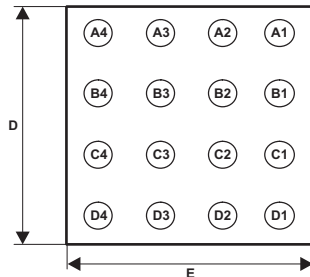 A4 A3 A2 A1
B4 B3 B2 B1
D
C4 C3 C2 C1
D4 D3 D2 D1
E